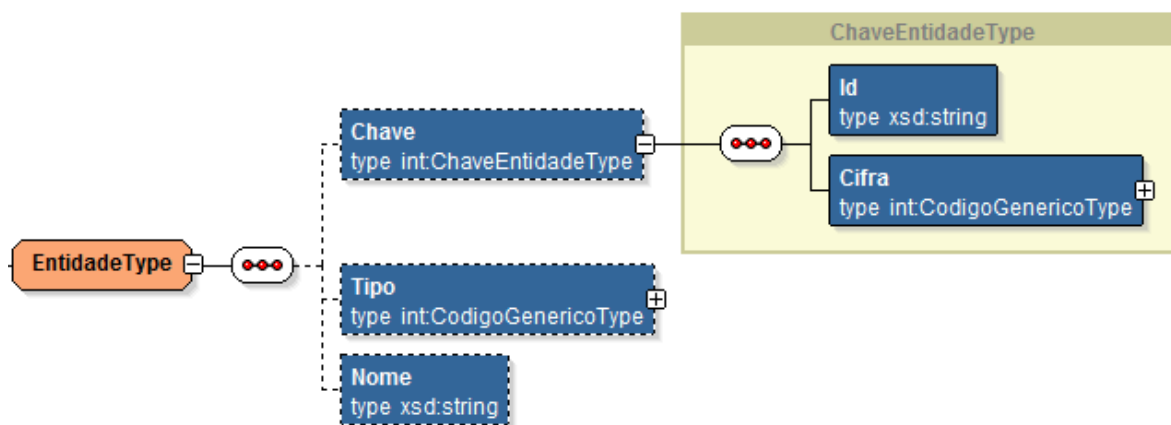 ChaveEntidadeType
Id
type xsd:string
Chave
type int:ChaveEntidadeType
Cifra
type int:CodigoGenericoType
EntidadeType
Tipo
type int:CodigoGenericoType
Nome
type xsd:string